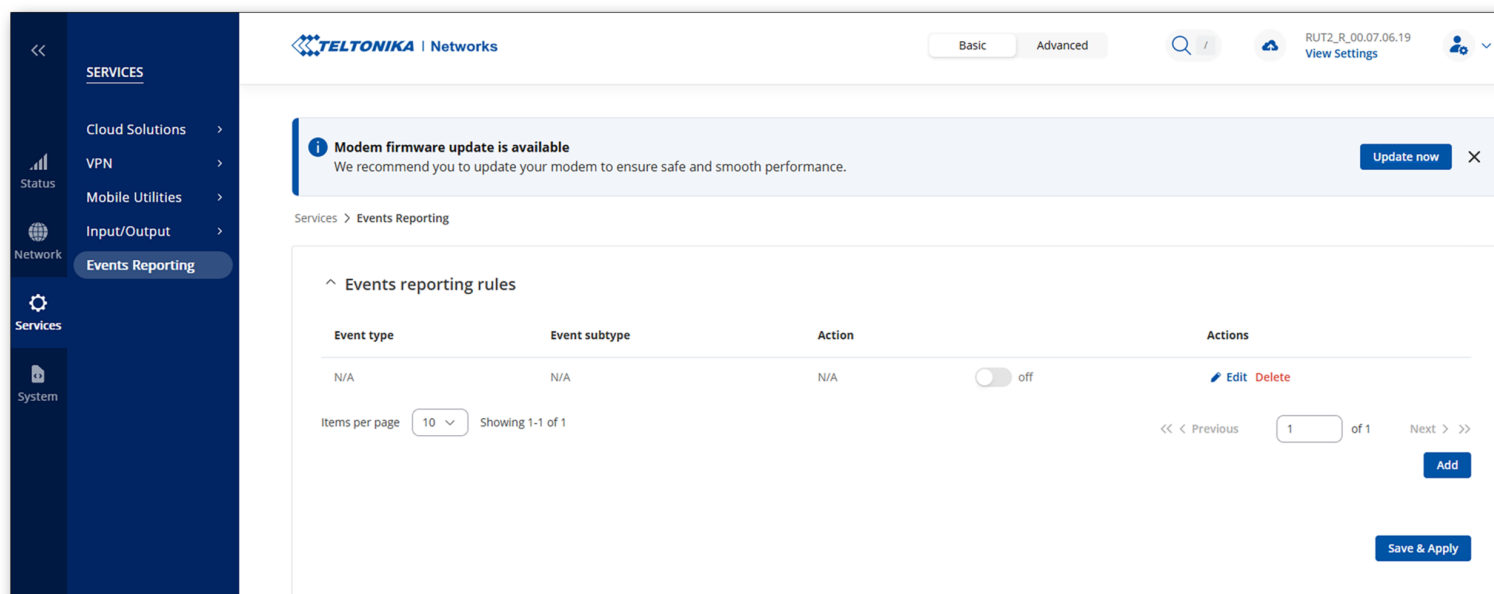 TELTONIKA | Networks
Basic
Advanced
/
RUT2_R_00.07.06.19
View Settings
SERVICES
Cloud Solutions
VPN
Mobile Utilities
Input/Output
Events Reporting
Status
Network
Services
System
Modem firmware update is available
We recommend you to update your modem to ensure safe and smooth performance.
Update now
Services > Events Reporting
Events reporting rules
Event type Event subtype Action Actions
N/A N/A N/A off Edit Delete
Items per page 10 Showing 1-1 of 1
Previous 1 of 1 Next
Add
Save & Apply